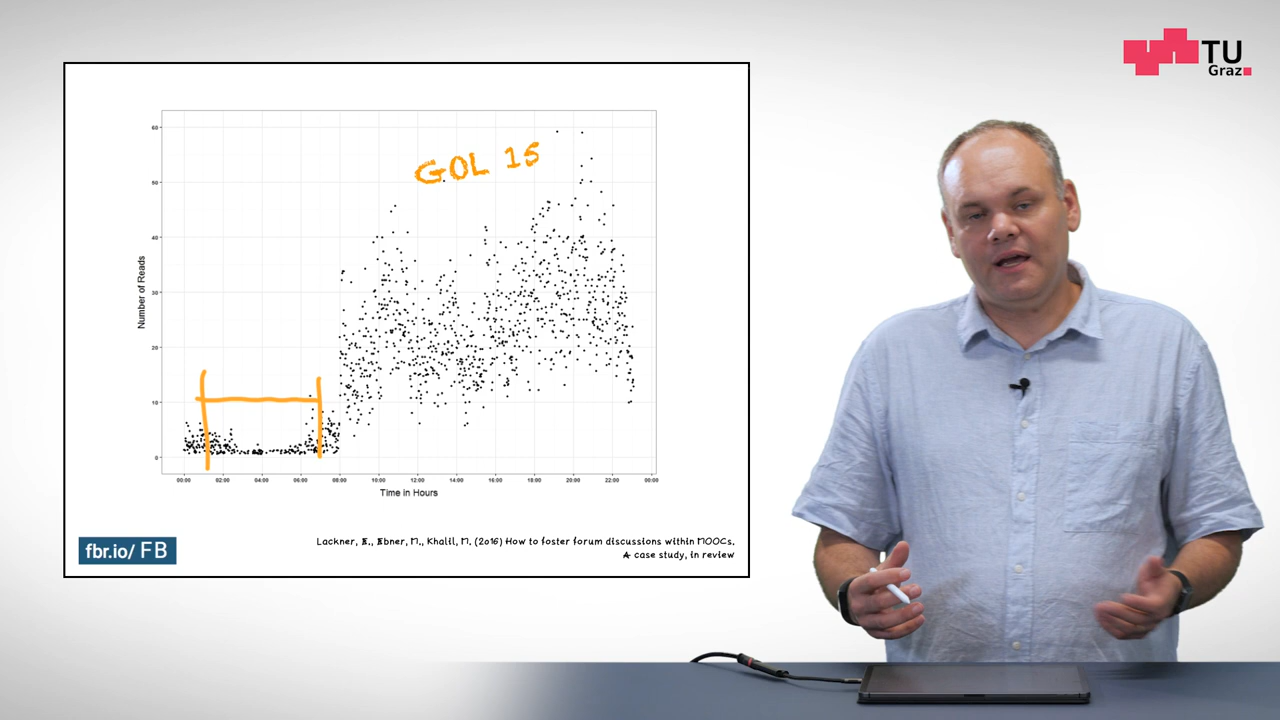 TU
Graz
GOL 15
60
50
40
30
20
10
0
Number of Reads
00:00 02:00 04:00 06:00 08:00 10:00 12:00 14:00 16:00 18:00 20:00 22:00 00:00
Time in Hours
fbr.io/ FB
Lackner, E., Ebner, M., Khalil, M. (2016) How to foster forum discussions within MOOCs.
A case study, in review